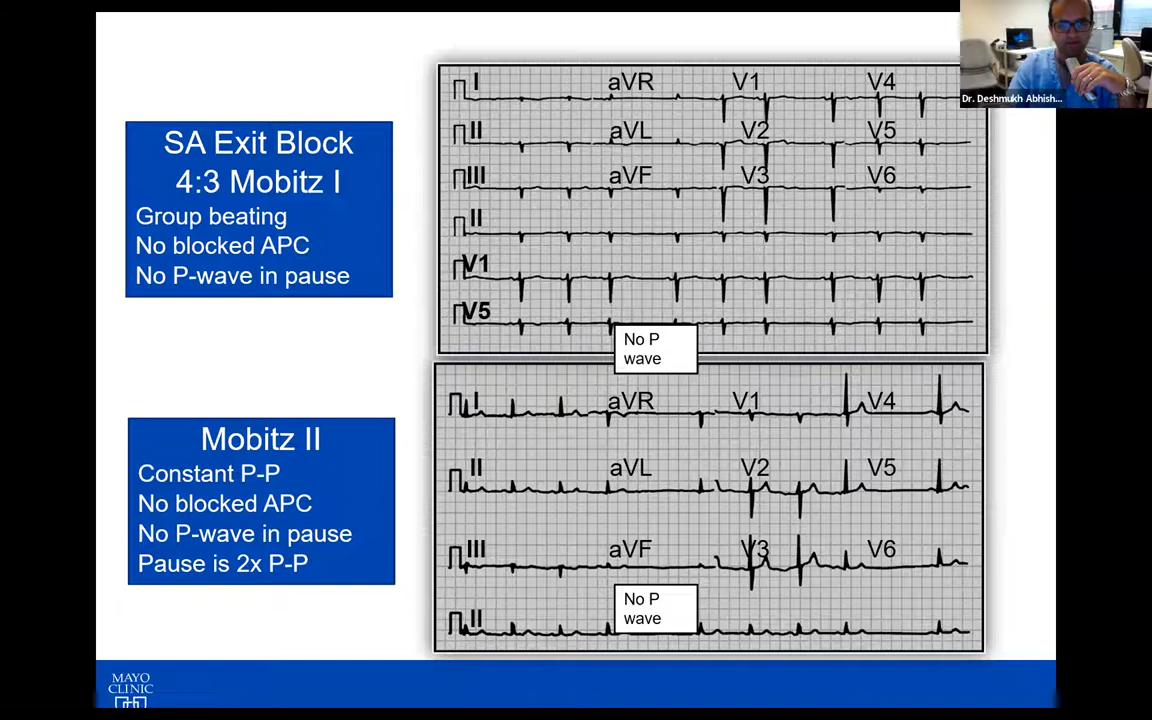 SA Exit Block
4:3 Mobitz I
Group beating
No blocked APC
No P-wave in pause
I aVR V1 V4
II aVL V2 V5
III aVF V3 V6
II
V1
V5
No P
wave
Mobitz II
Constant P-P
No blocked APC
No P-wave in pause
Pause is 2x P-P
I aVR V1 V4
II aVL V2 V5
III aVF V3 V6
II
No P
wave
Dr. Deshmukh Abhish...
MAYO
CLINIC